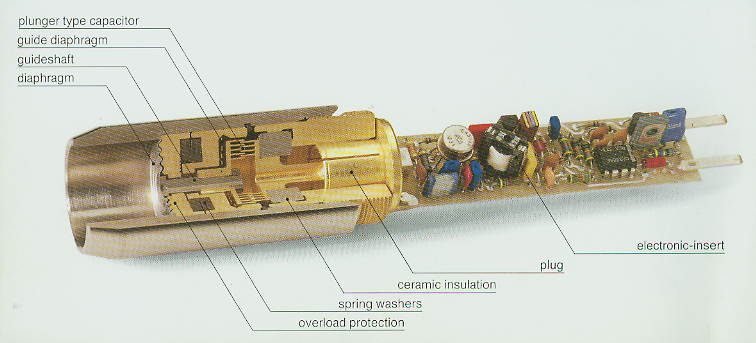 plunger type capacitor
guide diaphragm
guideshaft
diaphragm
electronic-insert
plug
ceramic insulation
spring washers
overload protection